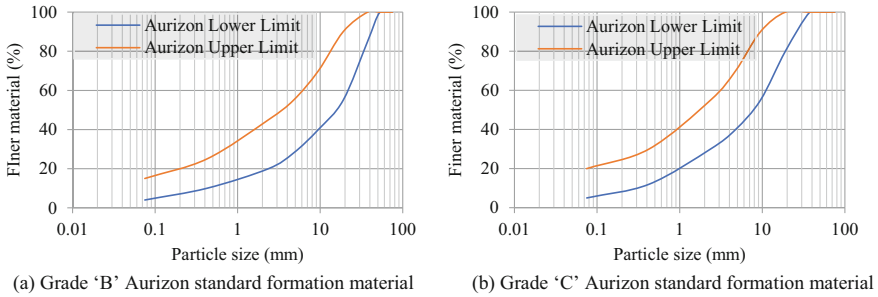 Aurizon Lower Limit
Aurizon Upper Limit
FIner material (%)
100
80
60
40
20
0
0.01 0.1 1 10 100
Particle size (mm)
(a) Grade ‘B’ Aurizon standard formation material
Aurizon Lower Limit
Aurizon Upper Limit
Finer material (%)
100
80
60
40
20
0
0.01 0.1 1 10 100
Particle size (mm)
(b) Grade ‘C’ Aurizon standard formation material